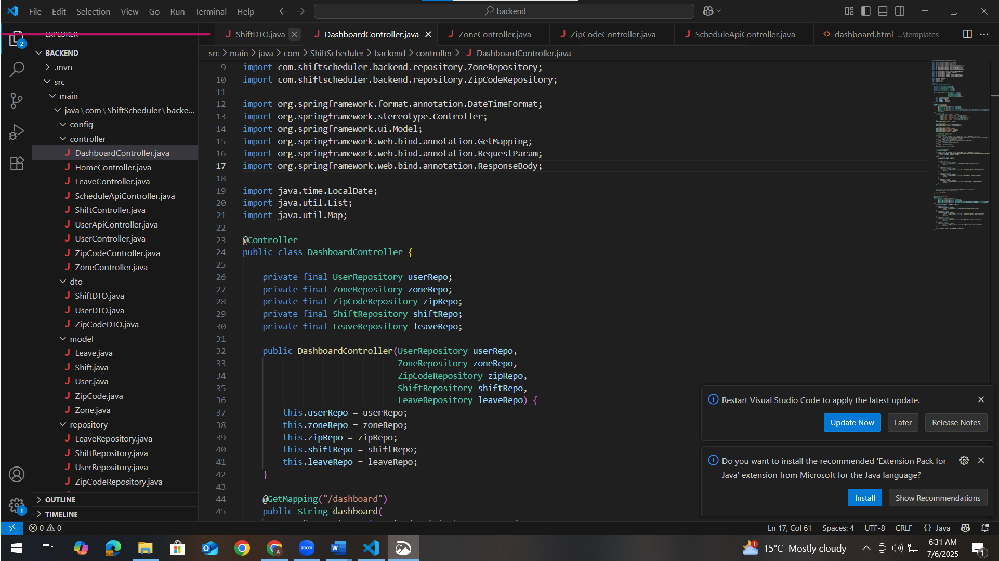 File Edit Selection View Go Run Terminal Help
backend
EXPLORER
BACKEND
.mvn
src
main
java\com\ShiftScheduler\backe...
config
controller
DashboardController.java
HomeController.java
LeaveController.java
ScheduleApiController.java
ShiftController.java
UserApiController.java
UserController.java
ZipCodeController.java
ZoneController.java
dto
ShiftDTO.java
UserDTO.java
ZipCodeDTO.java
model
Leave.java
Shift.java
User.java
ZipCode.java
Zone.java
repository
LeaveRepository.java
ShiftRepository.java
UserRepository.java
ZipCodeRepository.java
OUTLINE
TIMELINE
2
1
ShiftDTO.java DashboardController.java ZoneController.java ZipCodeController.java ScheduleApiController.java dashboard.html ...\templates
src > main > java > com > ShiftScheduler > backend > controller > DashboardController.java
9 import com.shiftscheduler.backend.repository.ZoneRepository;
10 import com.shiftscheduler.backend.repository.ZipCodeRepository;
11
12 import org.springframework.format.annotation.DateTimeFormat;
13 import org.springframework.stereotype.Controller;
14 import org.springframework.ui.Model;
15 import org.springframework.web.bind.annotation.GetMapping;
16 import org.springframework.web.bind.annotation.RequestParam;
17 import org.springframework.web.bind.annotation.ResponseBody;
18
19 import java.time.LocalDate;
20 import java.util.List;
21 import java.util.Map;
22
23 @Controller
24 public class DashboardController {
25
26 private final UserRepository userRepo;
27 private final ZoneRepository zoneRepo;
28 private final ZipCodeRepository zipRepo;
29 private final ShiftRepository shiftRepo;
30 private final LeaveRepository leaveRepo;
31
32 public DashboardController(UserRepository userRepo,
33 ZoneRepository zoneRepo,
34 ZipCodeRepository zipRepo,
35 ShiftRepository shiftRepo,
36 LeaveRepository leaveRepo) {
37 this.userRepo = userRepo;
38 this.zoneRepo = zoneRepo;
39 this.zipRepo = zipRepo;
40 this.shiftRepo = shiftRepo;
41 this.leaveRepo = leaveRepo;
42 }
43
44 @GetMapping("/dashboard")
45 public String dashboard(
Restart Visual Studio Code to apply the latest update.
Update Now Later Release Notes
Do you want to install the recommended 'Extension Pack for
Java' extension from Microsoft for the Java language?
Install Show Recommendations
0 0 Ln 17, Col 61 Spaces: 4 UTF-8 CRLF {} Java
zoom
A
1 15°C Mostly cloudy
6:31 AM
7/6/2025
1